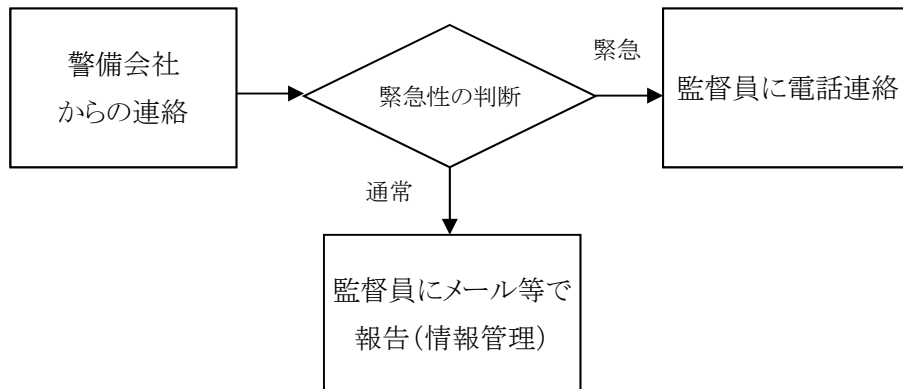 警備会社
からの連絡
緊急性の判断
緊急
監督員に電話連絡
通常
監督員にメール等で
報告（情報管理）